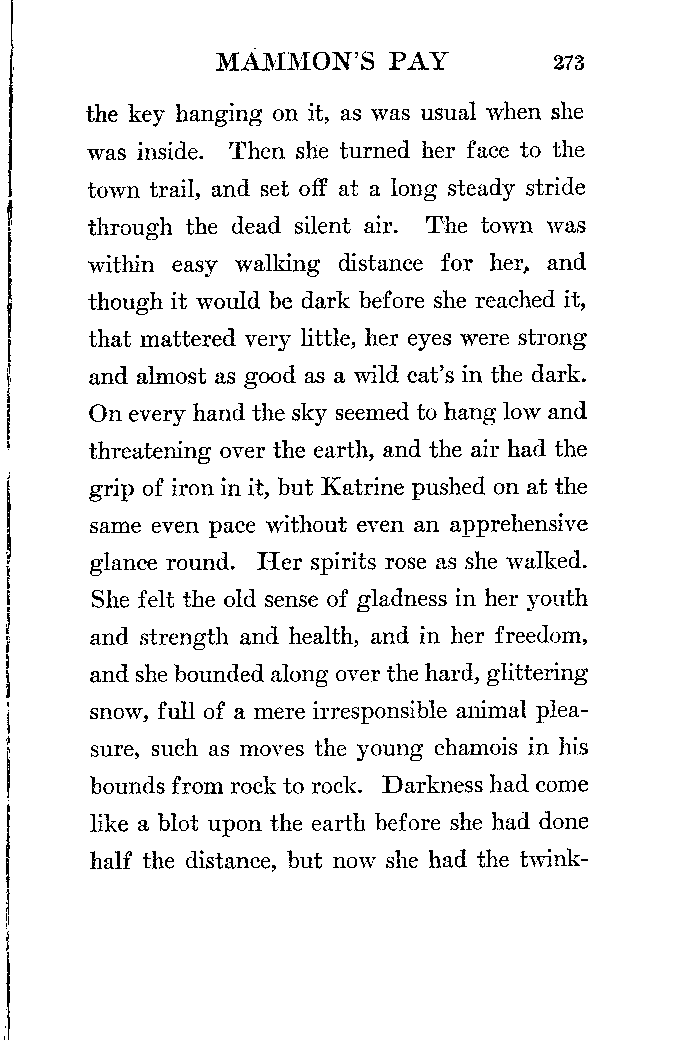 MAMMON'S PAY 273
the key hanging on it, as was usual when she
was inside. Then she turned her face to the
town trail, and set off at a long steady stride
through the dead silent air. The town was
within easy walking distance for her, and
though it would be dark before she reached it,
that mattered very little, her eyes were strong
and almost as good as a wild cat's in the dark.
On every hand the sky seemed to hang low and
threatening over the earth, and the air had the
grip of iron in it, but Katrine pushed on at the
same even pace without even an apprehensive
glance round. Her spirits rose as she walked.
She felt the old sense of gladness in her youth
and strength and health, and in her freedom,
and she bounded along over the hard, glittering
snow, full of a mere irresponsible animal plea-
sure, such as moves the young chamois in his
bounds from rock to rock. Darkness had come
like a blot upon the earth before she had done
half the distance, but now she had the twink-